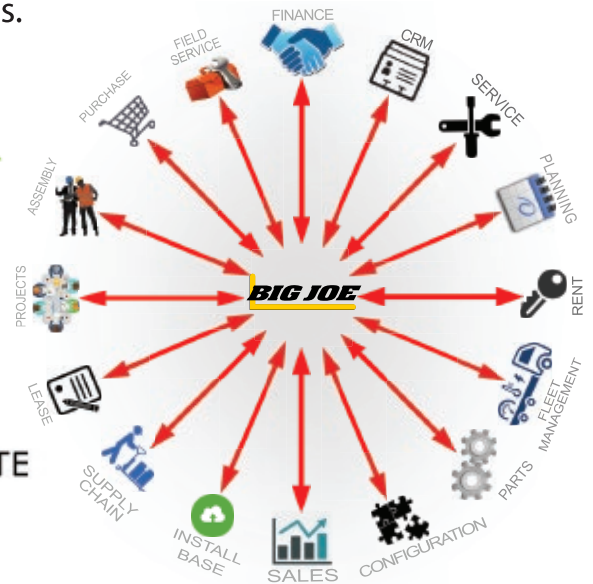 s.
FINANCE
CRM
SERVICE
PLANNING
RENT
FLEET
MANAGEMENT
PARTS
CONFIGURATION
SALES
INSTALL
BASE
SUPPLY
CHAIN
LEASE
PROJECTS
ASSEMBLY
PURCHASE
FIELD
SERVICE
BIG JOE
TE